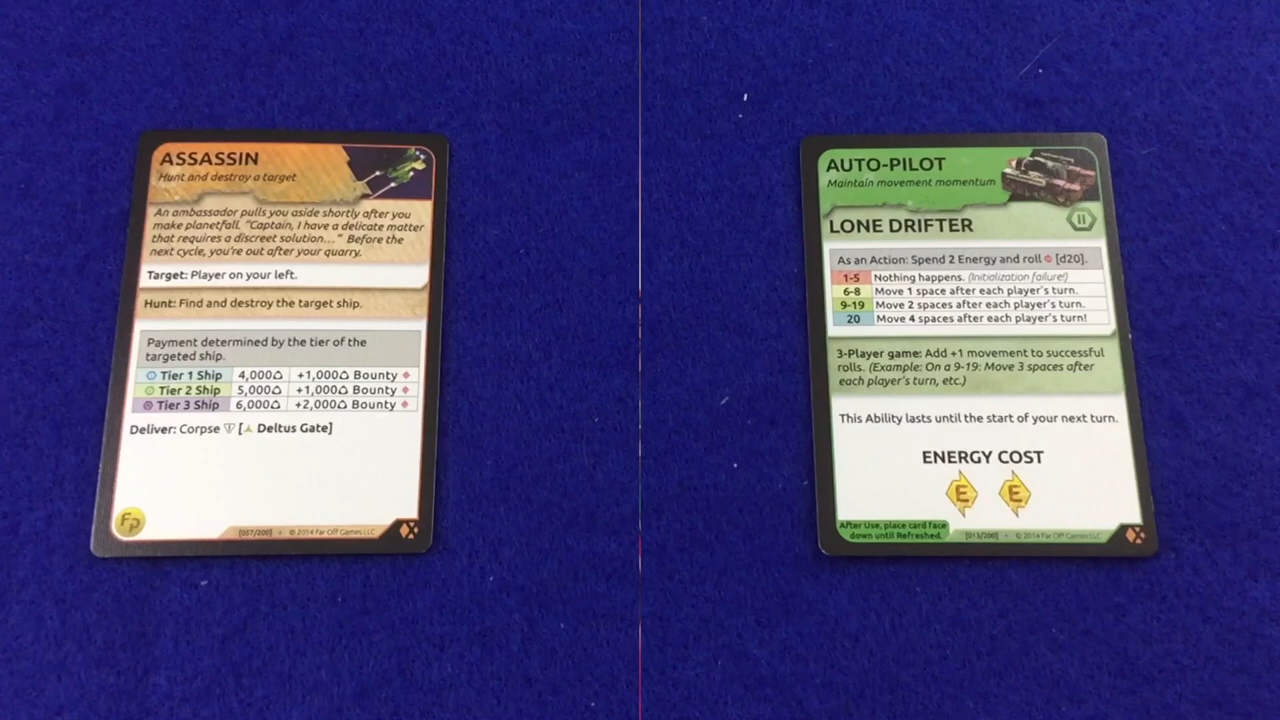 ASSASSIN
Hunt and destroy a target
An ambassador pulls you aside shortly after you
make planetfall. "Captain, I have a delicate matter
that requires a discreet solution..." Before the
next cycle, you're out after your quarry.
Target: Player on your left.
Hunt: Find and destroy the target ship.
Payment determined by the tier of the
targeted ship.
Tier 1 Ship 4,000 +1,000 Bounty
Tier 2 Ship 5,000 +1,000 Bounty
Tier 3 Ship 6,000 +2,000 Bounty
Deliver: Corpse [Deltus Gate]
FP
[057/200] • © 2014 Far Off Games LLC
AUTO-PILOT
Maintain movement momentum
LONE DRIFTER
II
As an Action: Spend 2 Energy and roll [d20].
1-5 Nothing happens. (Initialization failure!)
6-8 Move 1 space after each player's turn.
9-19 Move 2 spaces after each player's turn.
20 Move 4 spaces after each player's turn!
3-Player game: Add +1 movement to successful
rolls. (Example: On a 9-19: Move 3 spaces after
each player's turn, etc.)
This Ability lasts until the start of your next turn.
ENERGY COST
E E
After Use, place card face
down until Refreshed.
[013/200] • © 2014 Far Off Games LLC